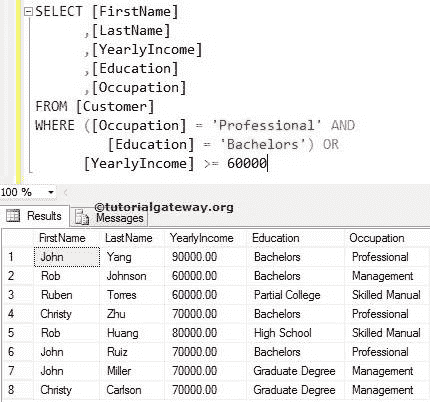 SELECT [FirstName]
,[LastName]
,[YearlyIncome]
,[Education]
,[Occupation]
FROM [Customer]
WHERE ([Occupation] = 'Professional' AND
[Education] = 'Bachelors') OR
[YearlyIncome] >= 60000
100 %
©tutorialgateway.org
Results Messages
FirstName LastName YearlyIncome Education Occupation
1 John Yang 90000.00 Bachelors Professional
2 Rob Johnson 60000.00 Bachelors Management
3 Ruben Torres 60000.00 Partial College Skilled Manual
4 Christy Zhu 70000.00 Bachelors Professional
5 Rob Huang 80000.00 High School Skilled Manual
6 John Ruiz 70000.00 Bachelors Professional
7 John Miller 70000.00 Graduate Degree Management
8 Christy Carlson 70000.00 Graduate Degree Management